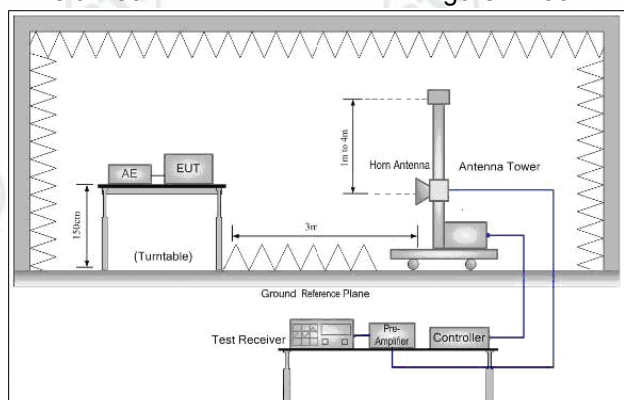 AE
EUT
150cm
(Turntable)
3m
1m to 4m
Horn Antenna
Antenna Tower
Ground Reference Plane
Test Receiver
Pre-
Amplifier
Controller